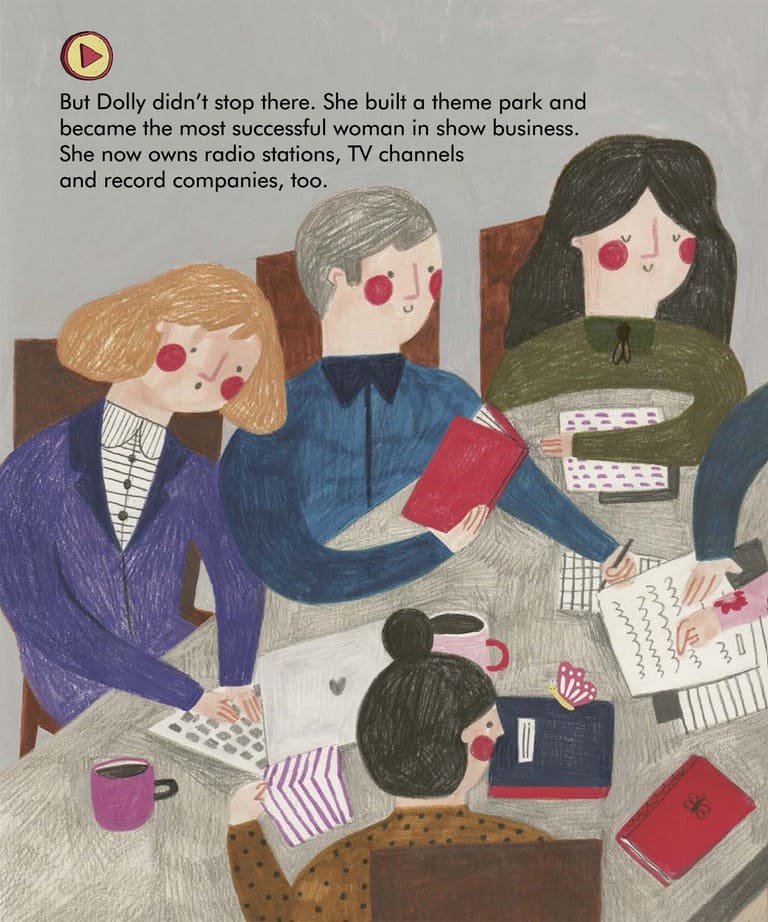 But Dolly didn't stop there. She built a theme park and
became the most successful woman in show business.
She now owns radio stations, TV channels
and record companies, too.